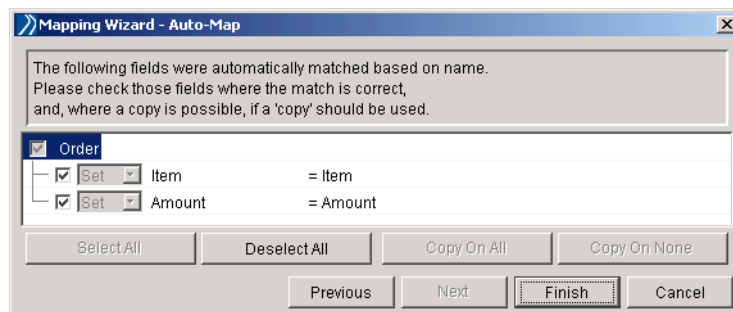 Mapping Wizard - Auto-Map
The following fields were automatically matched based on name.
Please check those fields where the match is correct,
and, where a copy is possible, if a 'copy' should be used.
Order
Set Item = Item
Set Amount = Amount
Select All Deselect All Copy On All Copy On None
Previous Next Finish Cancel